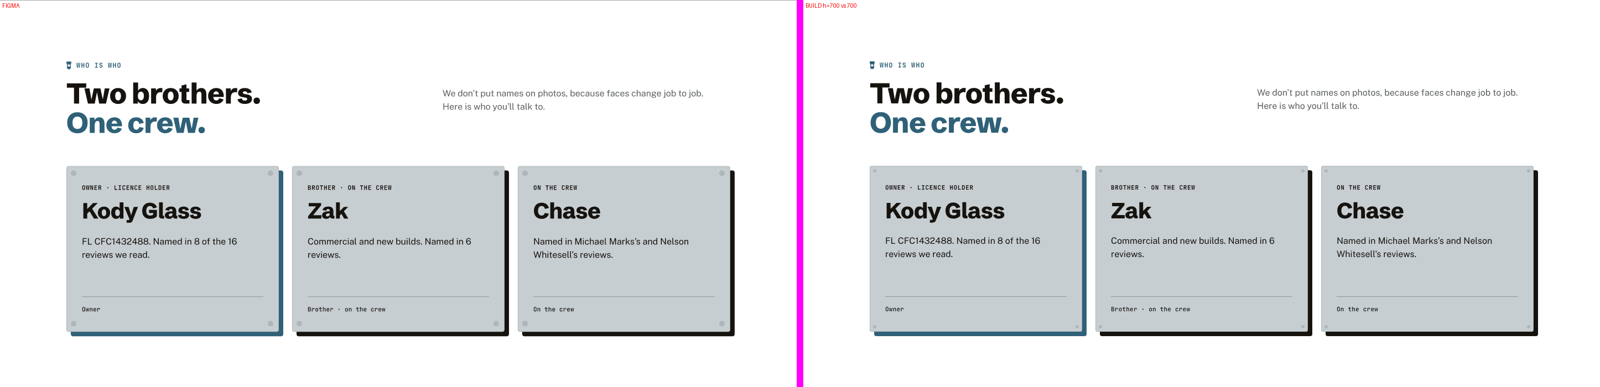 FIGMA
WHO IS WHO
Two brothers.
One crew.
We don't put names on photos, because faces change job to job.
Here is who you'll talk to.
OWNER · LICENCE HOLDER
Kody Glass
FL CFC1432488. Named in 8 of the 16
reviews we read.
Owner
BROTHER · ON THE CREW
Zak
Commercial and new builds. Named in 6
reviews.
Brother · on the crew
ON THE CREW
Chase
Named in Michael Marks's and Nelson
Whitesell's reviews.
On the crew
BUILD h=700 vs 700
WHO IS WHO
Two brothers.
One crew.
We don't put names on photos, because faces change job to job.
Here is who you'll talk to.
OWNER · LICENCE HOLDER
Kody Glass
FL CFC1432488. Named in 8 of the 16
reviews we read.
Owner
BROTHER · ON THE CREW
Zak
Commercial and new builds. Named in 6
reviews.
Brother · on the crew
ON THE CREW
Chase
Named in Michael Marks's and Nelson
Whitesell's reviews.
On the crew